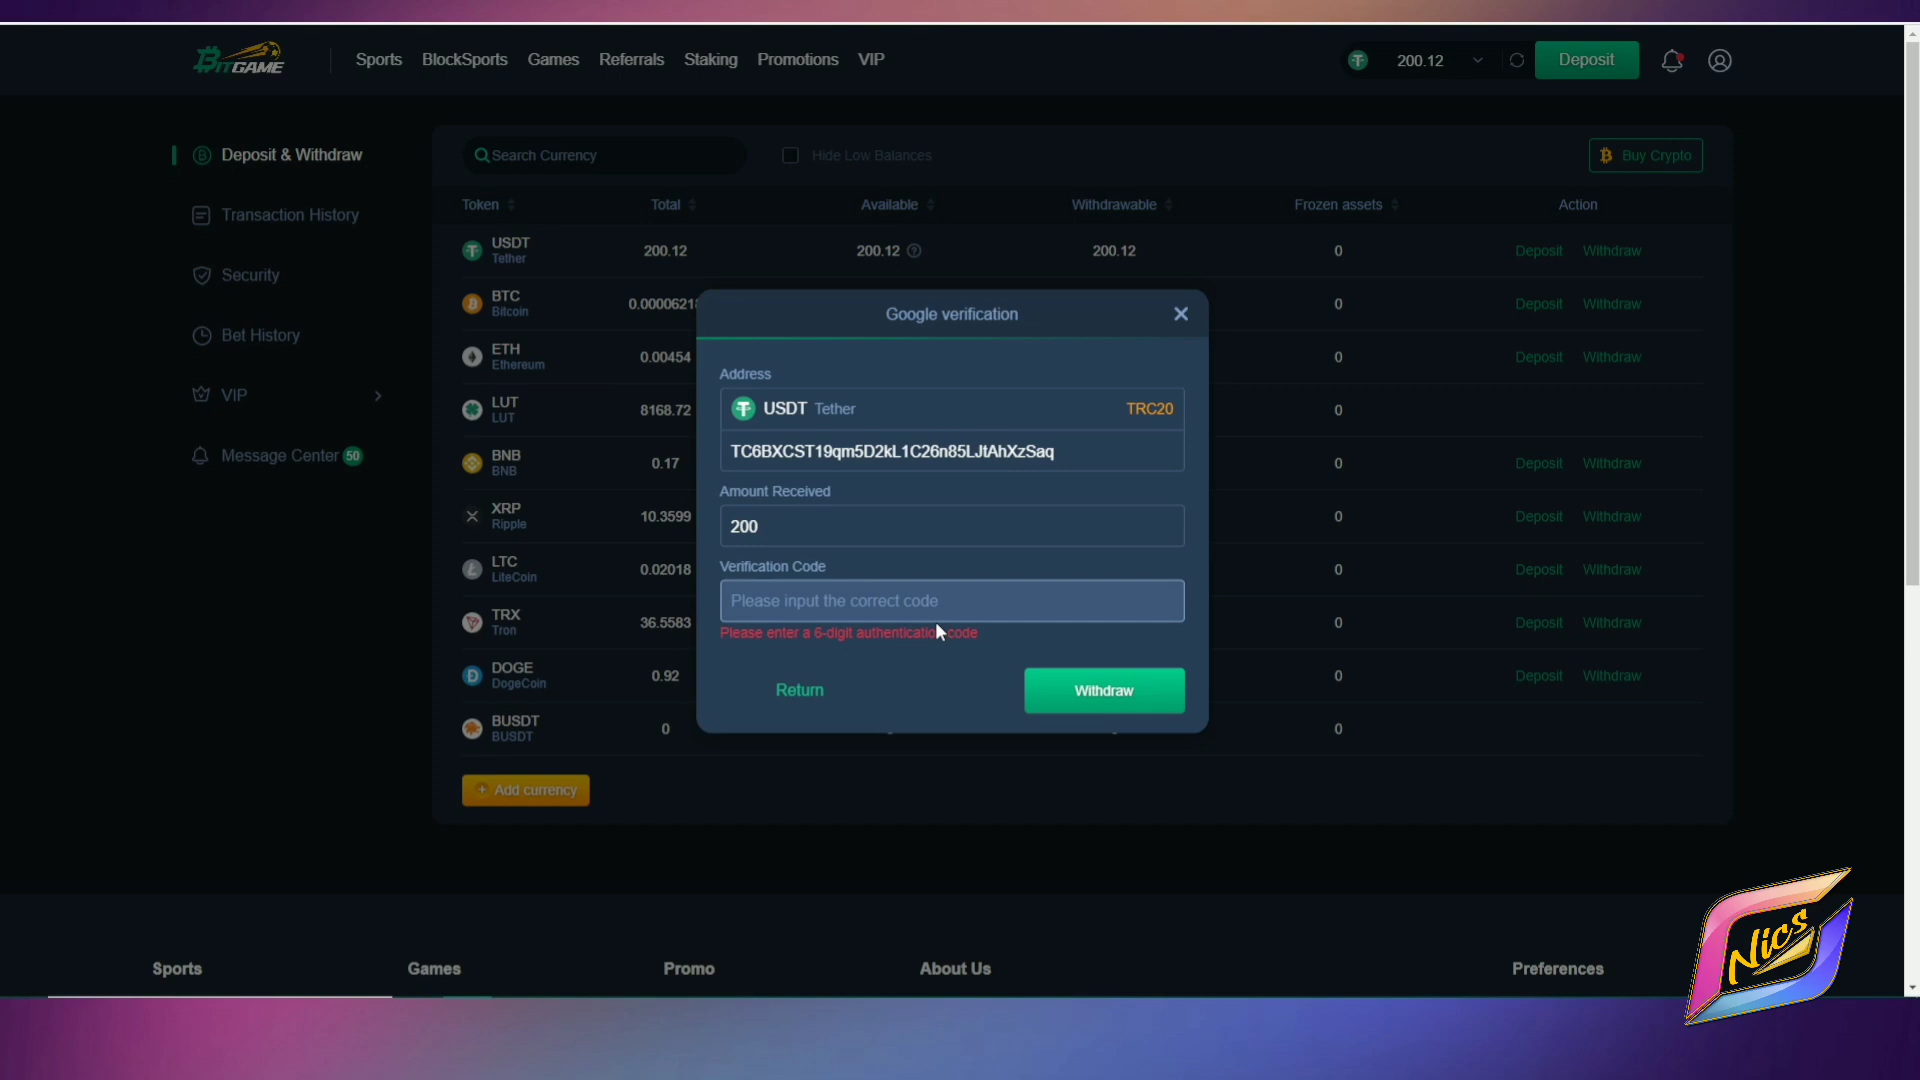 BITGAME
Sports BlockSports Games Referrals Staking Promotions VIP
200.12
Deposit
Deposit & Withdraw
Transaction History
Security
Bet History
VIP
Message Center 50
Search Currency
Hide Low Balances
Buy Crypto
Token Total Available Withdrawable Frozen assets Action
USDT
Tether
200.12 200.12 200.12 0 Deposit Withdraw
BTC
Bitcoin
0.0000621 0 Deposit Withdraw
ETH
Ethereum
0.00454 0 Deposit Withdraw
LUT
LUT
8168.72 0
BNB
BNB
0.17 0 Deposit Withdraw
XRP
Ripple
10.3599 0 Deposit Withdraw
LTC
LiteCoin
0.02018 0 Deposit Withdraw
TRX
Tron
36.5583 0 Deposit Withdraw
DOGE
DogeCoin
0.92 0 Deposit Withdraw
BUSDT
BUSDT
0 0
+ Add currency
Google verification
Address
USDT Tether TRC20
TC6BXCST19qm5D2kL1C26n85LJtAhXzSaq
Amount Received
200
Verification Code
Please input the correct code
Please enter a 6-digit authentication code
Return
Withdraw
Sports Games Promo About Us Preferences
Nics